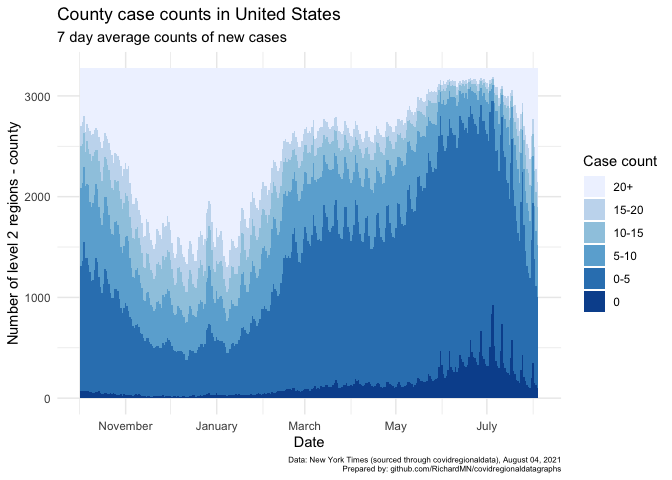 County case counts in United States
7 day average counts of new cases
Number of level 2 regions - county
3000
2000
1000
0
November
January
March
May
July
Date
Case count
20+
15-20
10-15
5-10
0-5
0
Data: New York Times (sourced through covidregionaldata), August 04, 2021
Prepared by: github.com/RichardMN/covidregionaldatagraphs